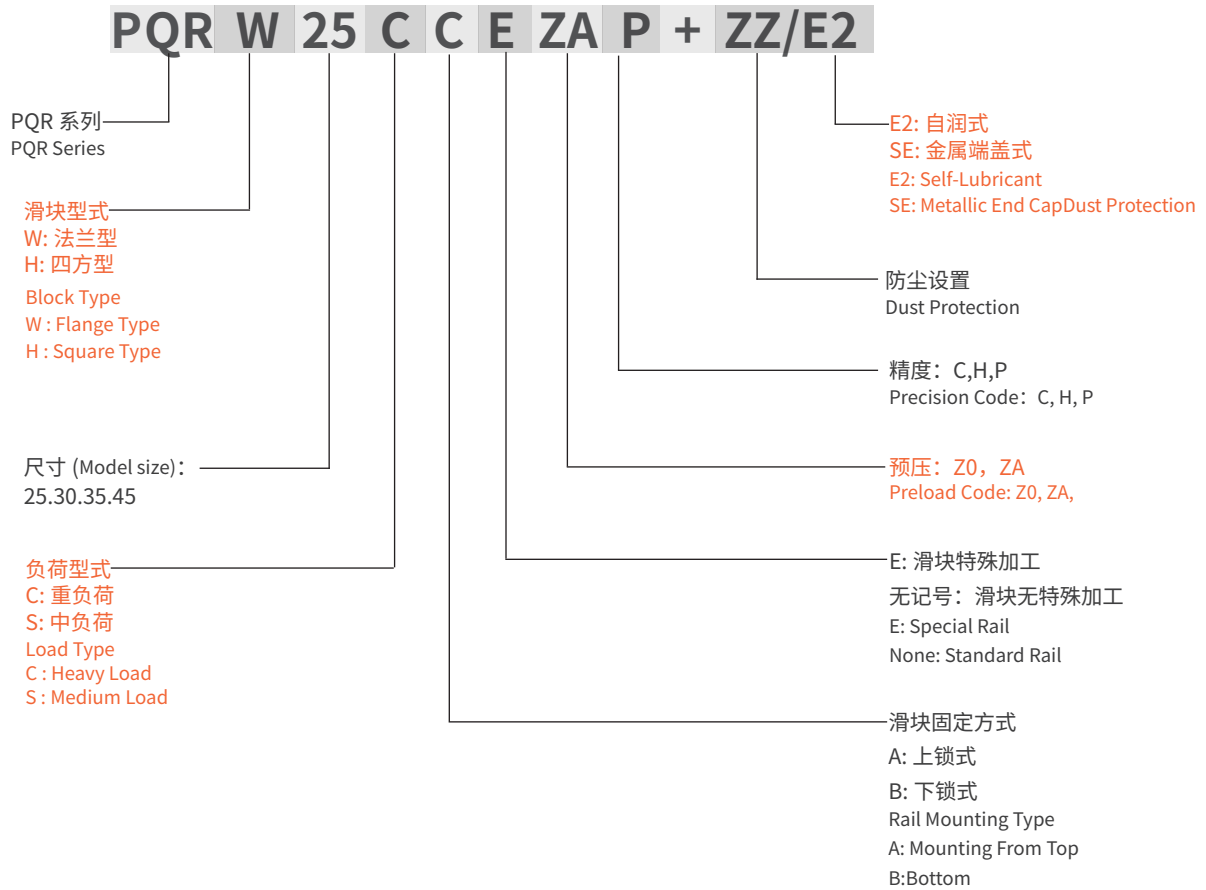 PQR W 25 C C E ZA P + ZZ/E2
PQR 系列
PQR Series
滑块型式
W: 法兰型
H: 四方型
Block Type
W : Flange Type
H : Square Type
尺寸 (Model size)：
25.30.35.45
负荷型式
C: 重负荷
S: 中负荷
Load Type
C : Heavy Load
S : Medium Load
E2: 自润式
SE: 金属端盖式
E2: Self-Lubricant
SE: Metallic End CapDust Protection
防尘设置
Dust Protection
精度：C,H,P
Precision Code：C, H, P
预压：Z0，ZA
Preload Code: Z0, ZA,
E: 滑块特殊加工
无记号：滑块无特殊加工
E: Special Rail
None: Standard Rail
滑块固定方式
A: 上锁式
B: 下锁式
Rail Mounting Type
A: Mounting From Top
B:Bottom